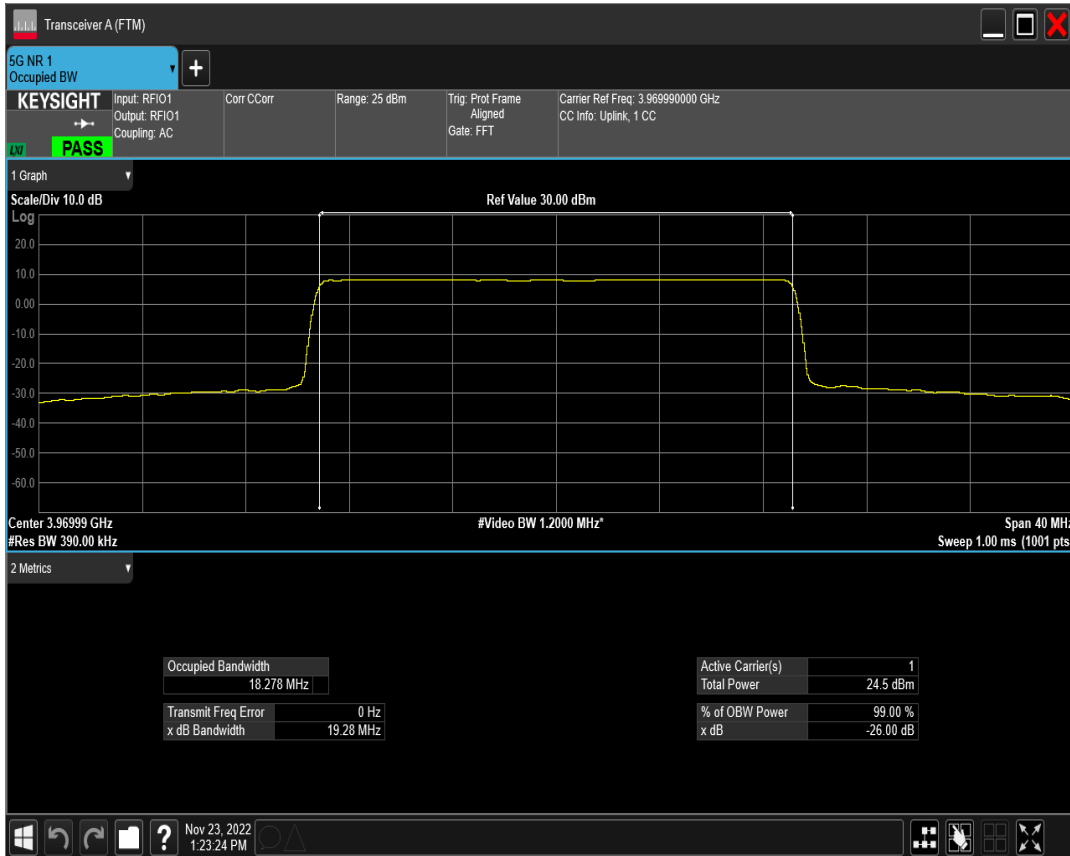 Transceiver A (FTM)
5G NR 1
Occupied BW
+
KEYSIGHT
LXI
PASS
Input: RFIO1
Output: RFIO1
Coupling: AC
Corr CCorr
Range: 25 dBm
Trig: Prot Frame
Aligned
Gate: FFT
Carrier Ref Freq: 3.969990000 GHz
CC Info: Uplink, 1 CC
1 Graph
Scale/Div 10.0 dB
Ref Value 30.00 dBm
Log
20.0
10.0
0.00
-10.0
-20.0
-30.0
-40.0
-50.0
-60.0
Center 3.96999 GHz
#Video BW 1.2000 MHz*
Span 40 MHz
#Res BW 390.00 kHz
Sweep 1.00 ms (1001 pts
2 Metrics
Occupied Bandwidth
18.278 MHz
Transmit Freq Error 0 Hz
x dB Bandwidth 19.28 MHz
Active Carrier(s) 1
Total Power 24.5 dBm
% of OBW Power 99.00 %
x dB -26.00 dB
?
Nov 23, 2022
1:23:24 PM